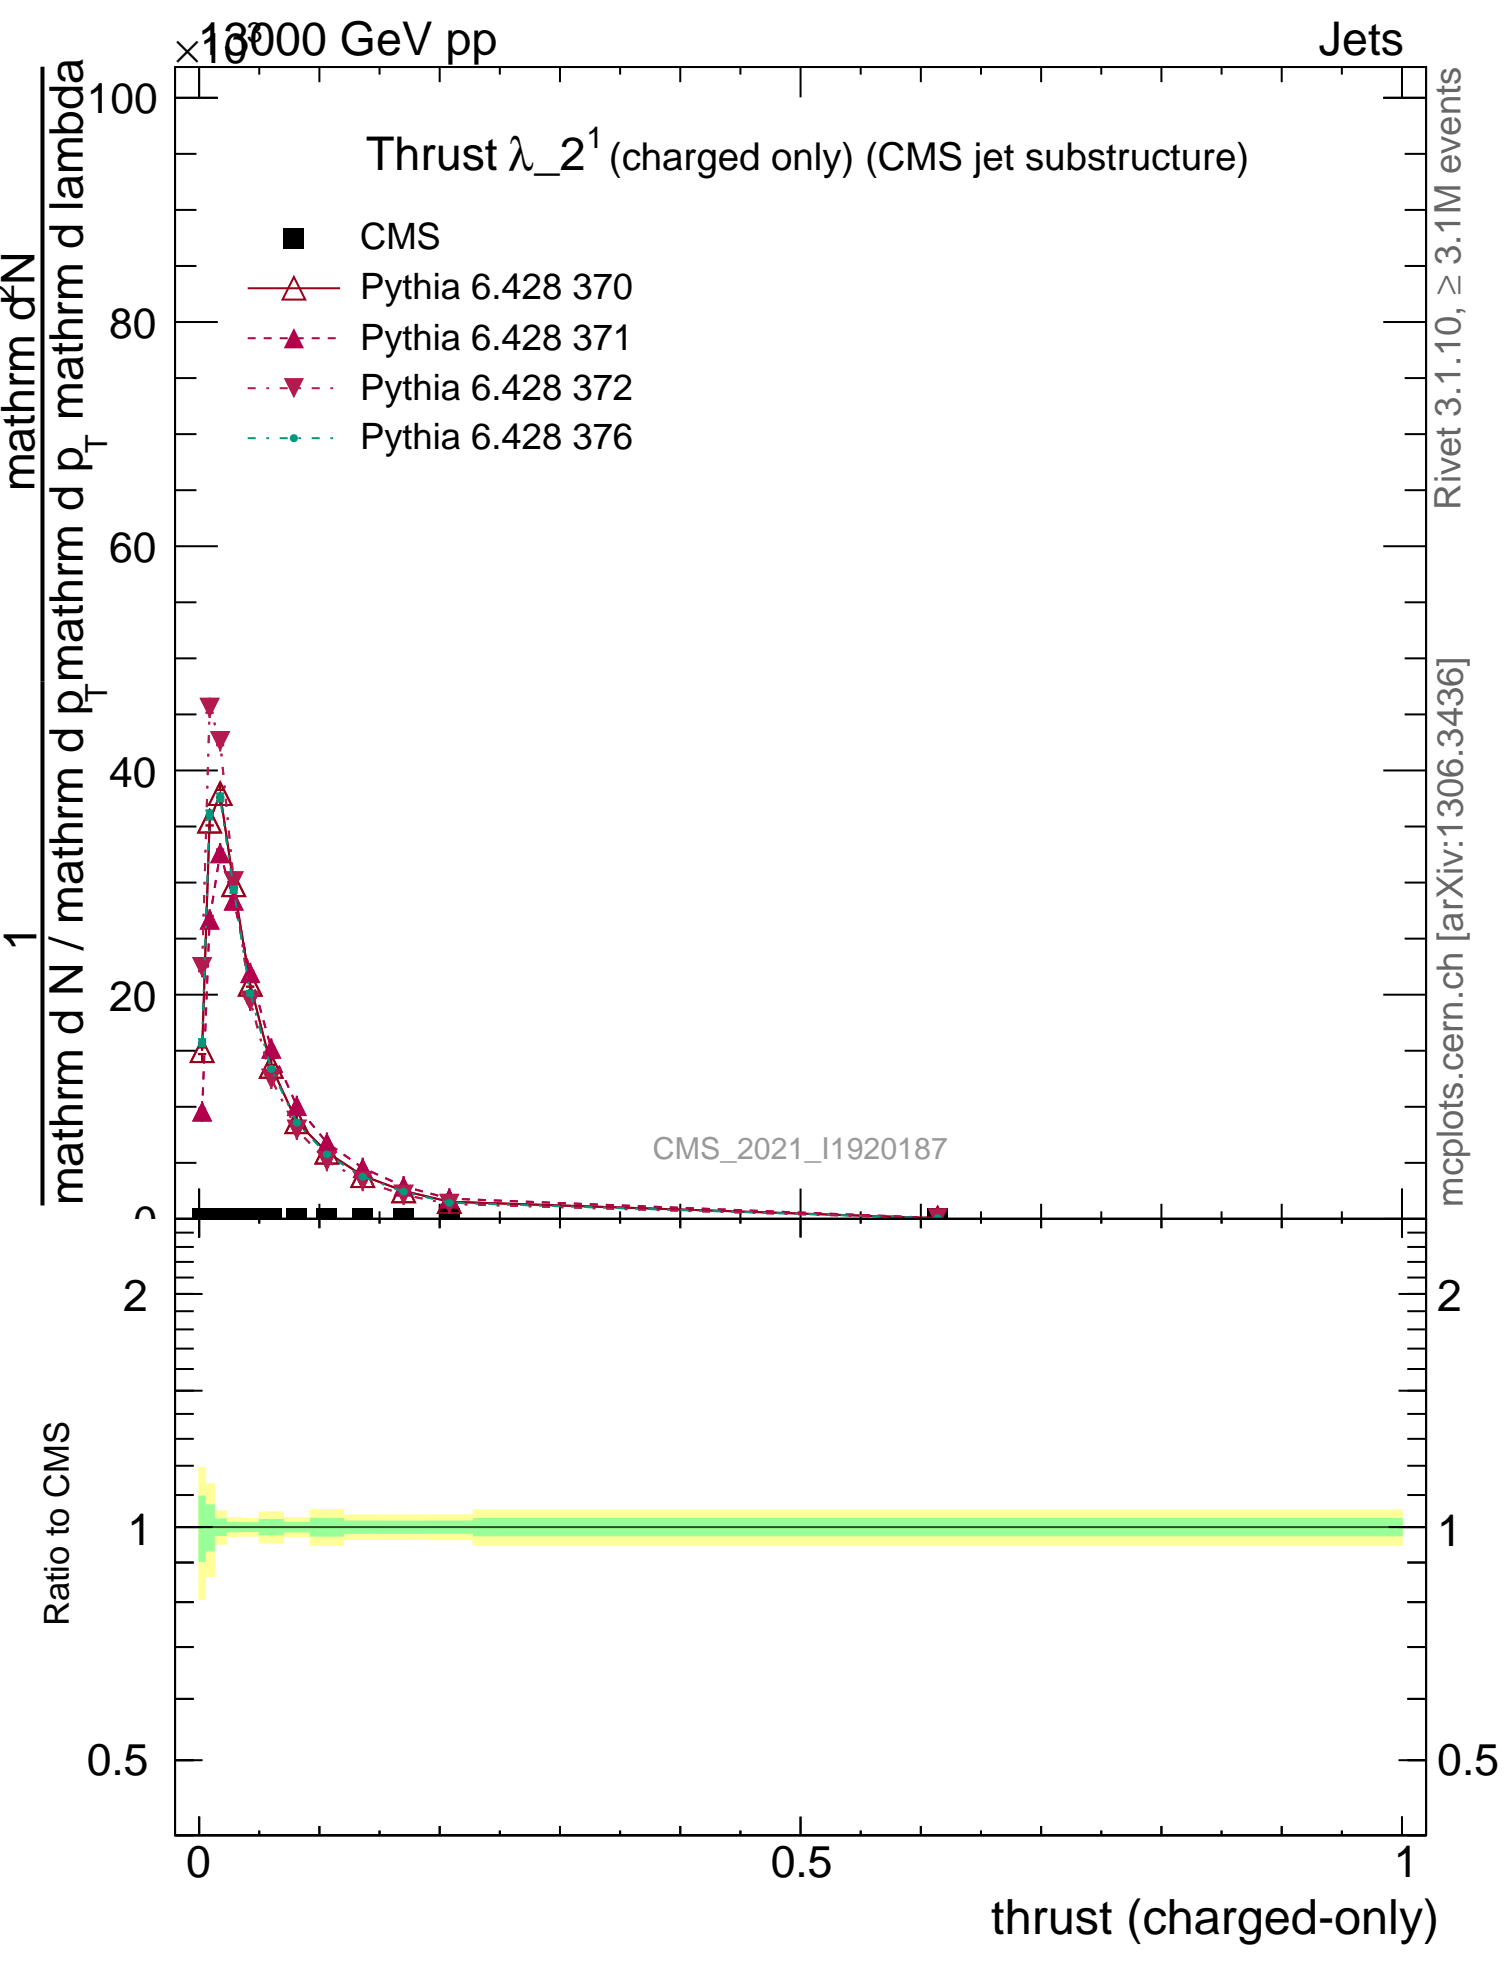 ×10³
13000 GeV pp
Jets
Thrust λ_2¹ (charged only) (CMS jet substructure)
CMS
Pythia 6.428 370
Pythia 6.428 371
Pythia 6.428 372
Pythia 6.428 376
100
80
60
40
20
0
mathrm d²N
mathrm d p_T mathrm d lambda
1
mathrm d N / mathrm d p_T
CMS_2021_I1920187
Rivet 3.1.10, ≥ 3.1M events
mcplots.cern.ch [arXiv:1306.3436]
Ratio to CMS
2
1
0.5
2
1
0.5
0
0.5
1
thrust (charged-only)